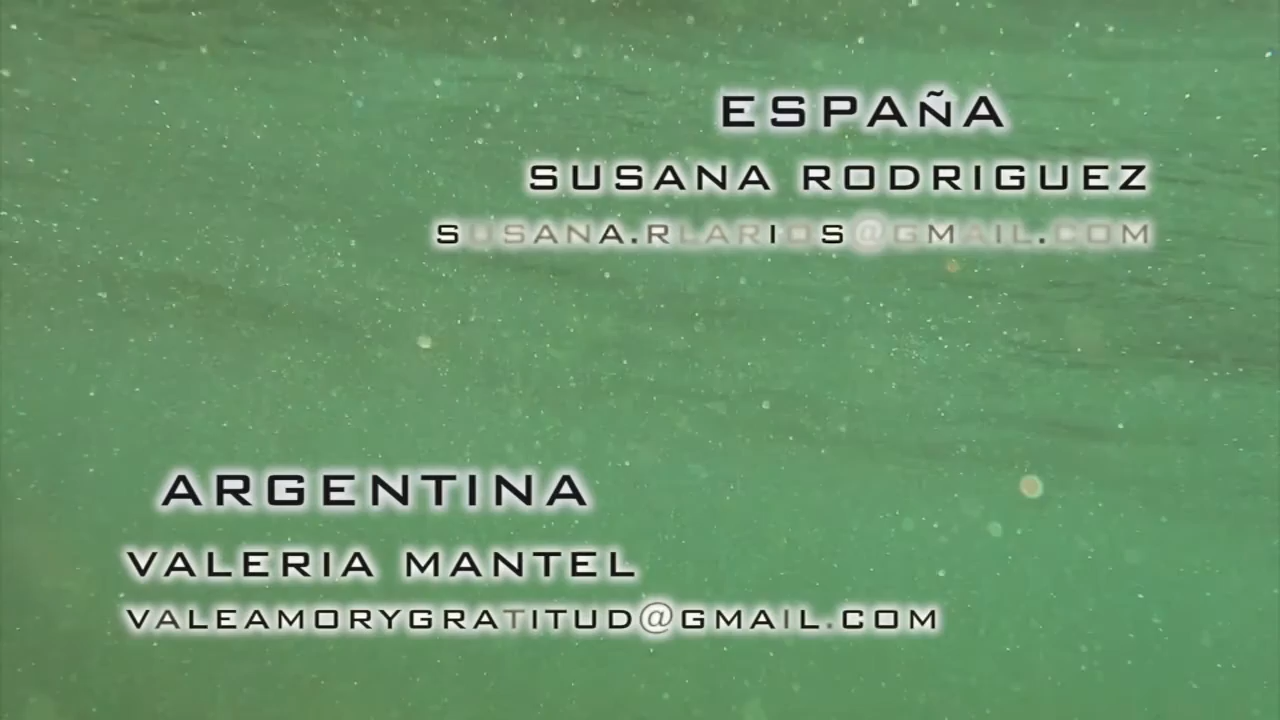 ESPAÑA
SUSANA RODRIGUEZ
SUSANA.RLARIOS@GMAIL.COM
ARGENTINA
VALERIA MANTEL
VALEAMORYGRATITUD@GMAIL.COM